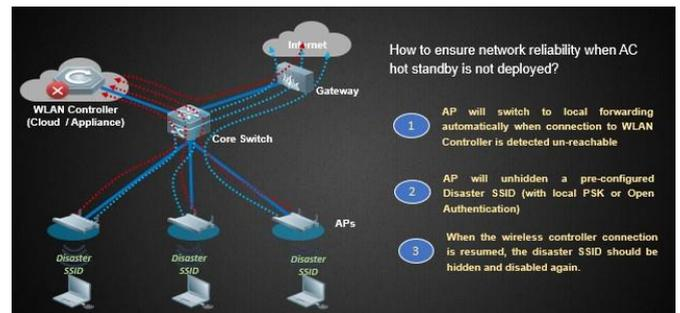 Internet
How to ensure network reliability when AC
hot standby is not deployed?
Gateway
WLAN Controller
(Cloud / Appliance)
Core Switch
1
AP will switch to local forwarding
automatically when connection to WLAN
Controller is detected un-reachable
2
AP will unhidden a pre-configured
Disaster SSID (with local PSK or Open
Authentication)
APs
3
When the wireless controller connection
is resumed, the disaster SSID should be
hidden and disabled again.
Disaster
SSID
Disaster
SSID
Disaster
SSID